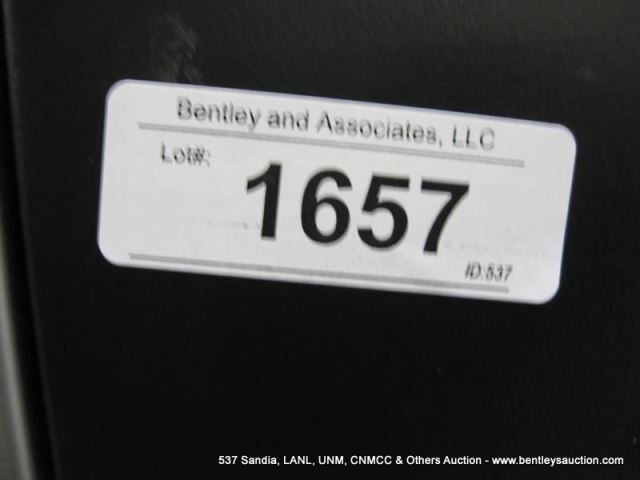 Bentley and Associates, LLC
Lot#:
1657
ID:537
537 Sandia, LANL, UNM, CNMCC & Others Auction - www.bentleysauction.com